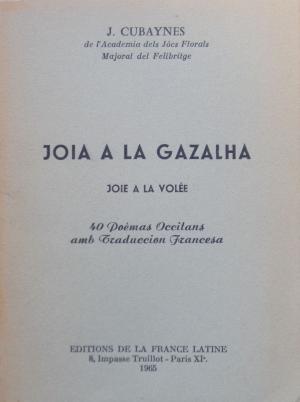 J. CUBAYNES
de l'Academia dels Jòcs Florals
Majoral del Felibritge
JOIA A LA GAZALHA
JOIE A LA VOLÉE
40 Poèmas Occitans
amb Traduccion Francesa
EDITIONS DE LA FRANCE LATINE
8, Impasse Truillot - Paris XIe.
1965